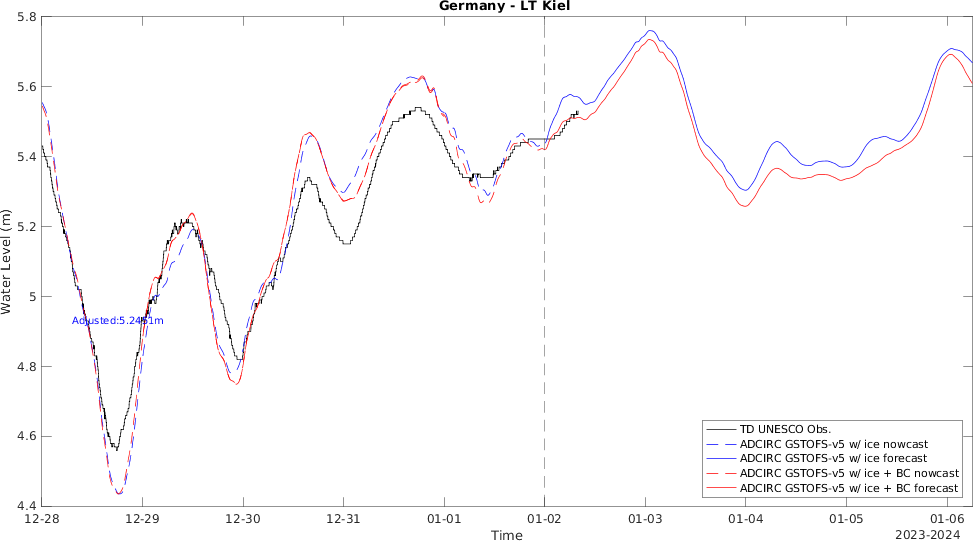 Germany - LT Kiel
5.8
5.6
5.4
5.2
5
4.8
4.6
4.4
Water Level (m)
Adjusted:5.2451m
TD UNESCO Obs.
ADCIRC GSTOFS-v5 w/ ice nowcast
ADCIRC GSTOFS-v5 w/ ice forecast
ADCIRC GSTOFS-v5 w/ ice + BC nowcast
ADCIRC GSTOFS-v5 w/ ice + BC forecast
12-28 12-29 12-30 12-31 01-01 01-02 01-03 01-04 01-05 01-06
Time
2023-2024